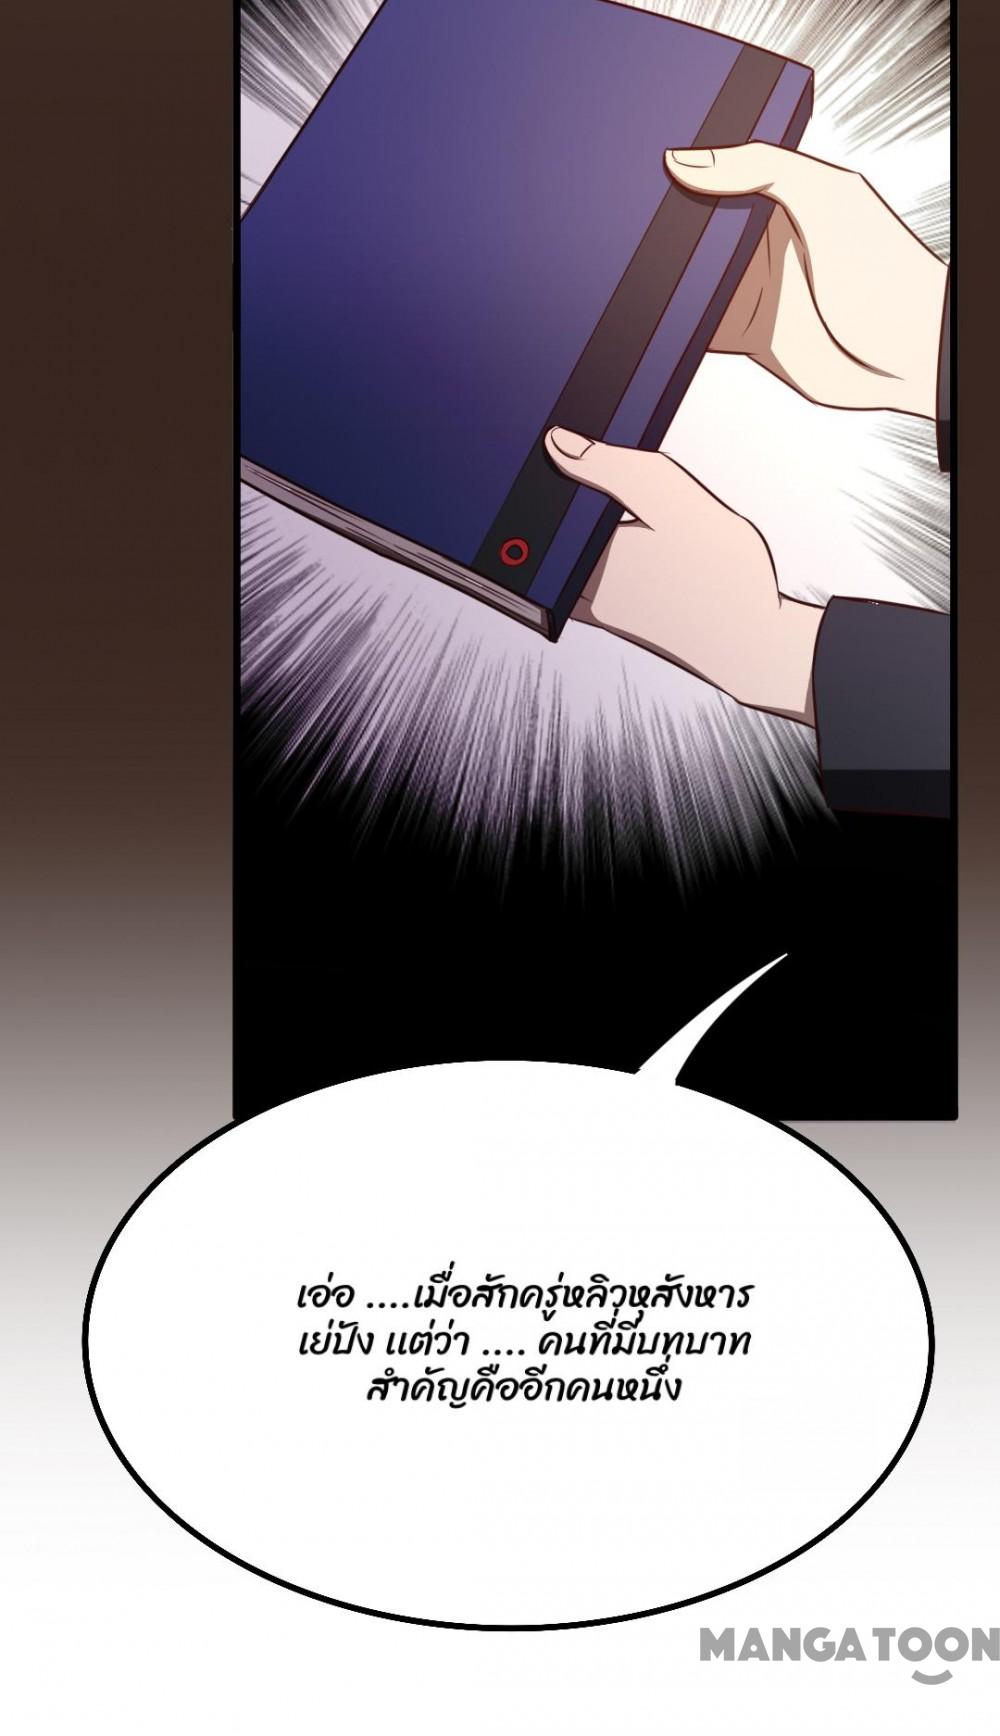 เอ่อ ....เมื่อสักครู่หลิวหุสังหาร
เย่ปัง แต่ว่า .... คนที่มีบทบาท
สำคัญคืออีกคนหนึ่ง
MANGATOON